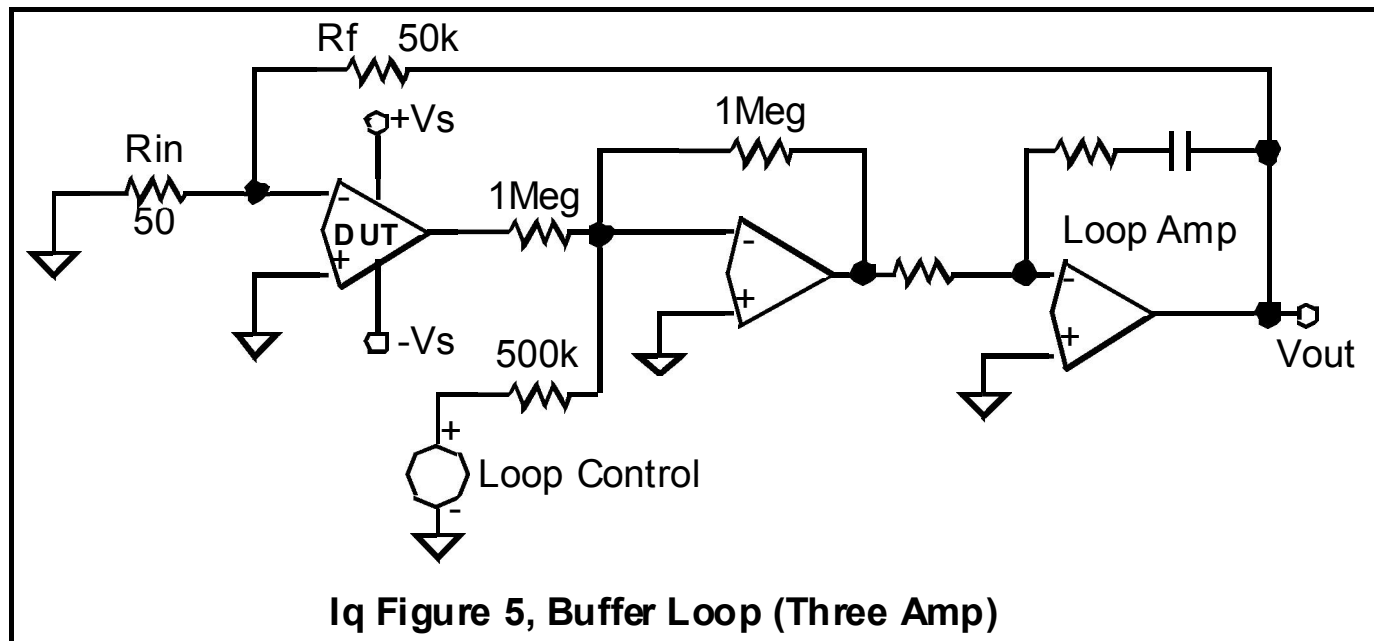 Rf 50k
+Vs
1Meg
Rin
50
-
DUT
+
1Meg
-
+
Loop Amp
-
+
-Vs
500k
Vout
+
Loop Control
-
Iq Figure 5, Buffer Loop (Three Amp)